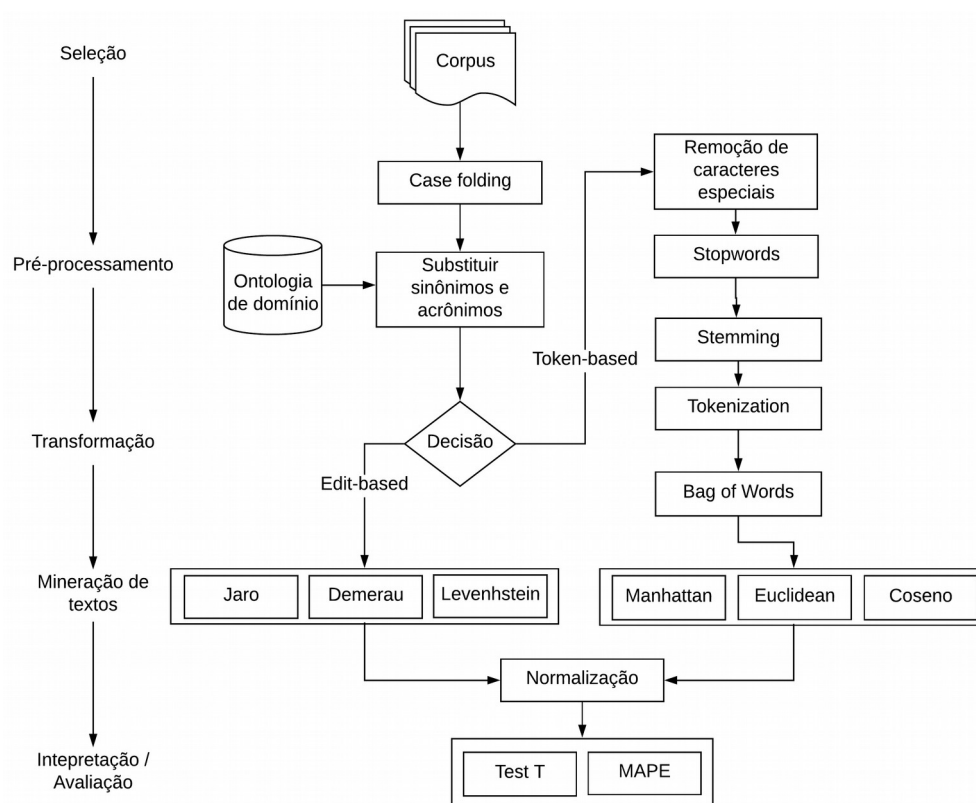 Seleção
Corpus
Remoção de
caracteres
especiais
Case folding
Stopwords
Pré-processamento
Ontologia
de domínio
Substituir
sinônimos e
acrônimos
Stemming
Token-based
Tokenization
Transformação
Decisão
Edit-based
Bag of Words
Mineração de
textos
Jaro
Demerau
Levenhstein
Manhattan
Euclidean
Coseno
Normalização
Intepretação /
Avaliação
Test T
MAPE